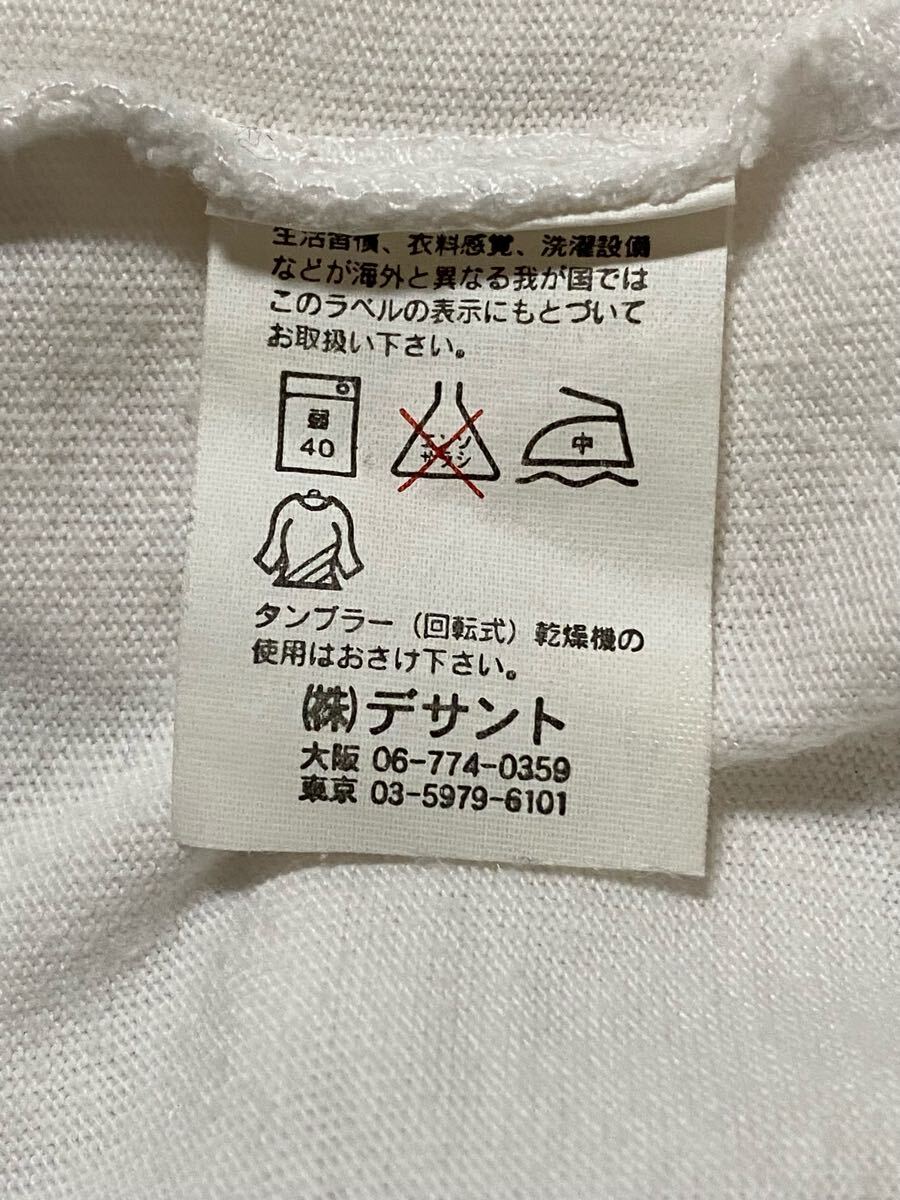 生活習慣、衣料感覚、洗濯設備
などが海外と異なる我が国では
このラベルの表示にもとづいて
お取扱い下さい。
弱
40
エンソ
サラシ
中
タンブラー(回転式)乾燥機の
使用はおさけ下さい。
(株)デサント
大阪 06-774-0359
東京 03-5979-6101